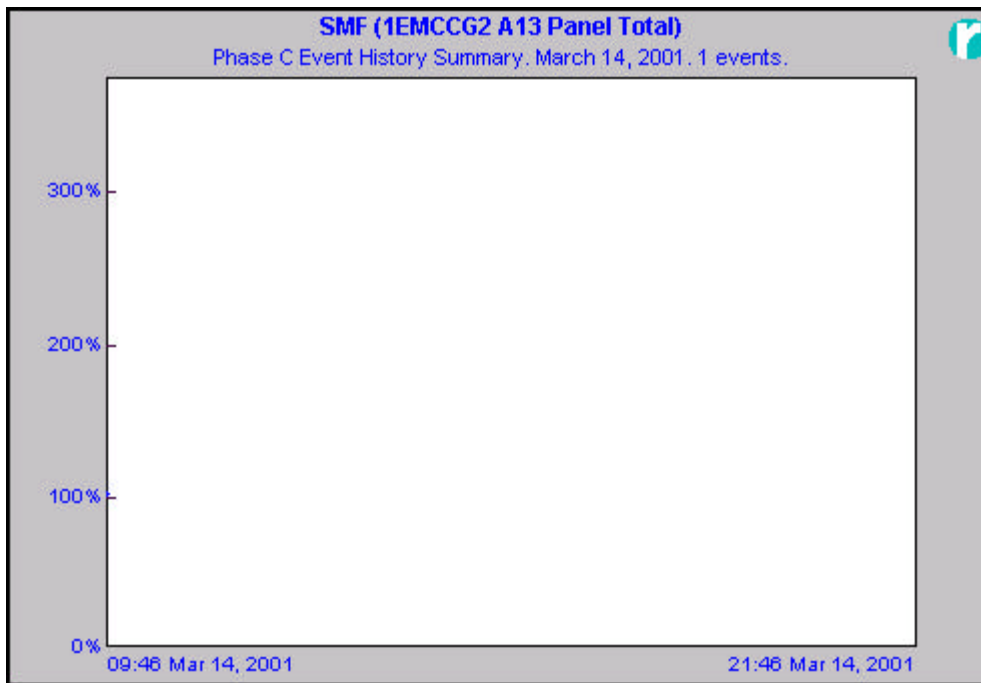 SMF (1EMCCG2 A13 Panel Total)
Phase C Event History Summary. March 14, 2001. 1 events.
r
300%
200%
100%
0%
09:46 Mar 14, 2001
21:46 Mar 14, 2001